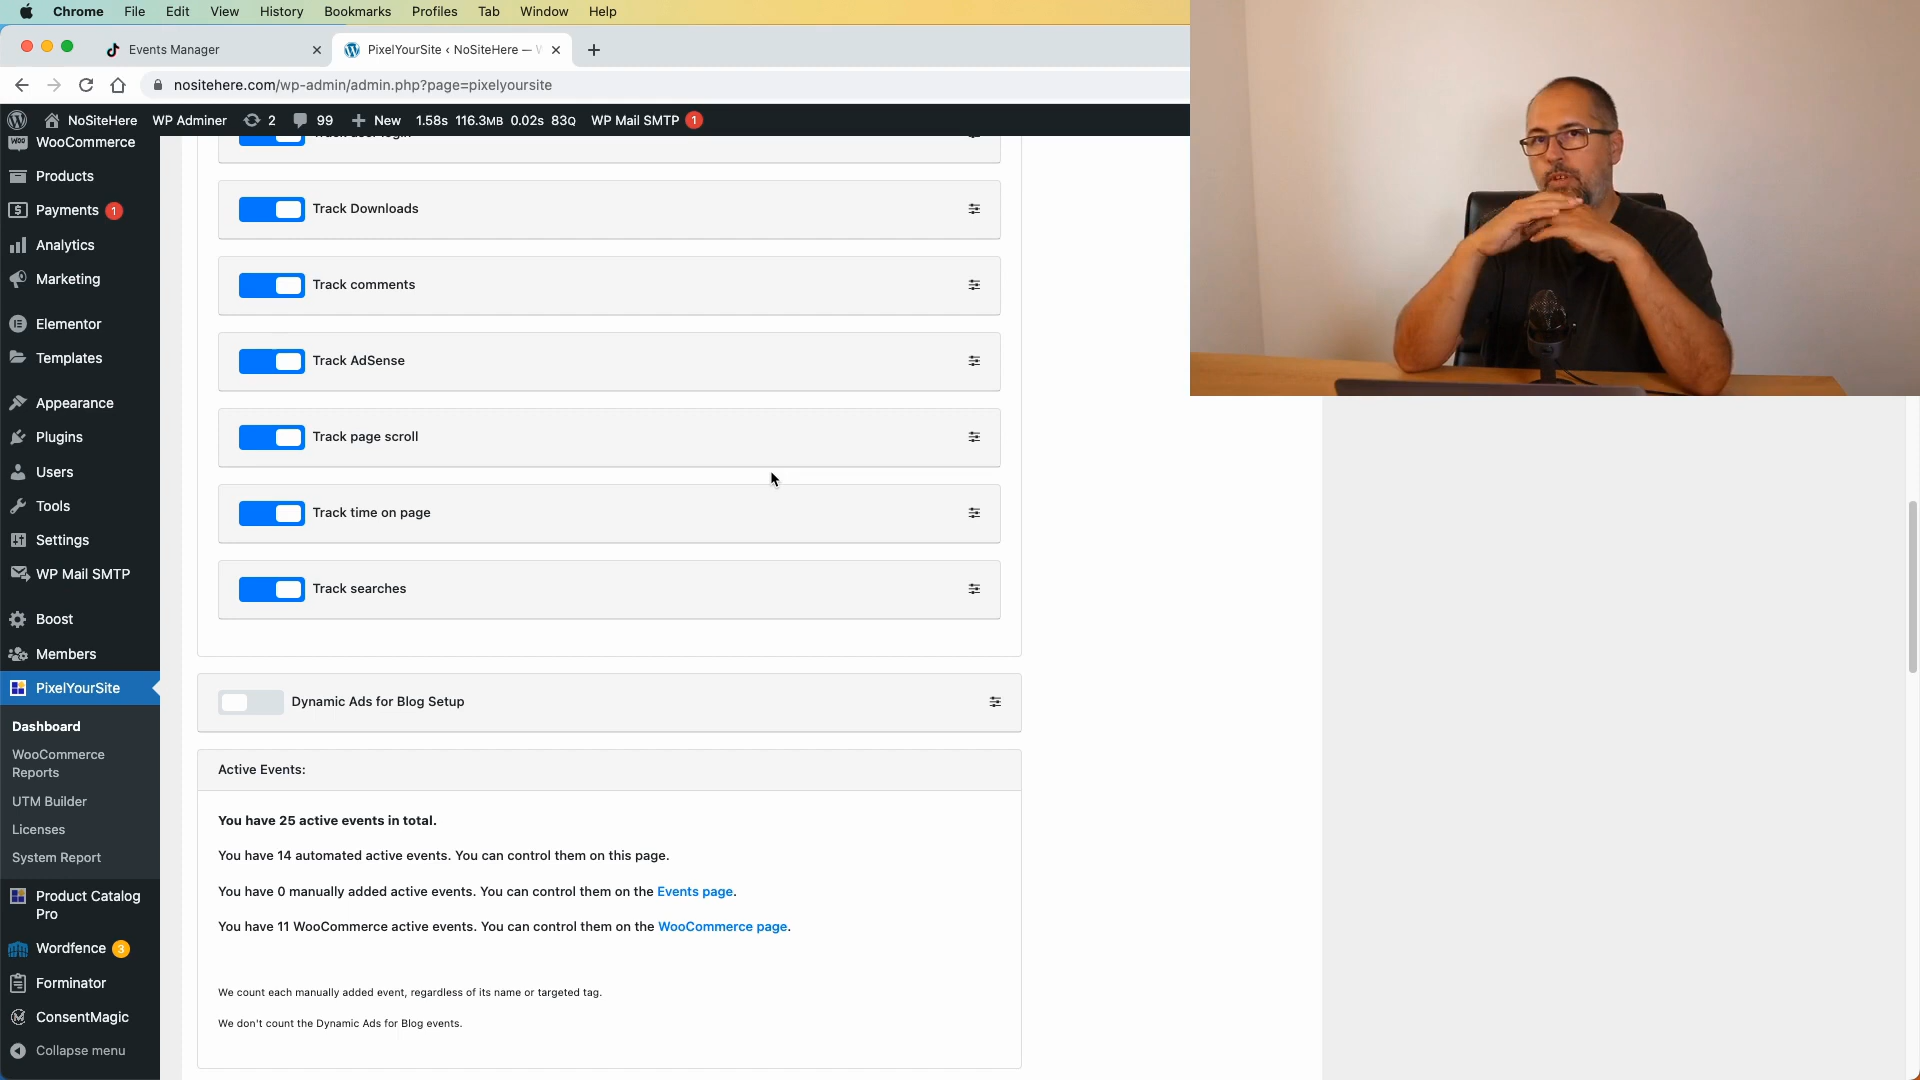 Chrome File Edit View History Bookmarks Profiles Tab Window Help
Events Manager
PixelYourSite ‹ NoSiteHere —
nositehere.com/wp-admin/admin.php?page=pixelyoursite
NoSiteHere WP Adminer 2 99 New 1.58s 116.3MB 0.02s 83Q WP Mail SMTP 1
WooCommerce
Products
Payments 1
Analytics
Marketing
Elementor
Templates
Appearance
Plugins
Users
Tools
Settings
WP Mail SMTP
Boost
Members
PixelYourSite
Dashboard
WooCommerce
Reports
UTM Builder
Licenses
System Report
Product Catalog
Pro
Wordfence 3
Forminator
ConsentMagic
Collapse menu
Track user login
Track Downloads
Track comments
Track AdSense
Track page scroll
Track time on page
Track searches
Dynamic Ads for Blog Setup
Active Events:
You have 25 active events in total.
You have 14 automated active events. You can control them on this page.
You have 0 manually added active events. You can control them on the Events page.
You have 11 WooCommerce active events. You can control them on the WooCommerce page.
We count each manually added event, regardless of its name or targeted tag.
We don't count the Dynamic Ads for Blog events.